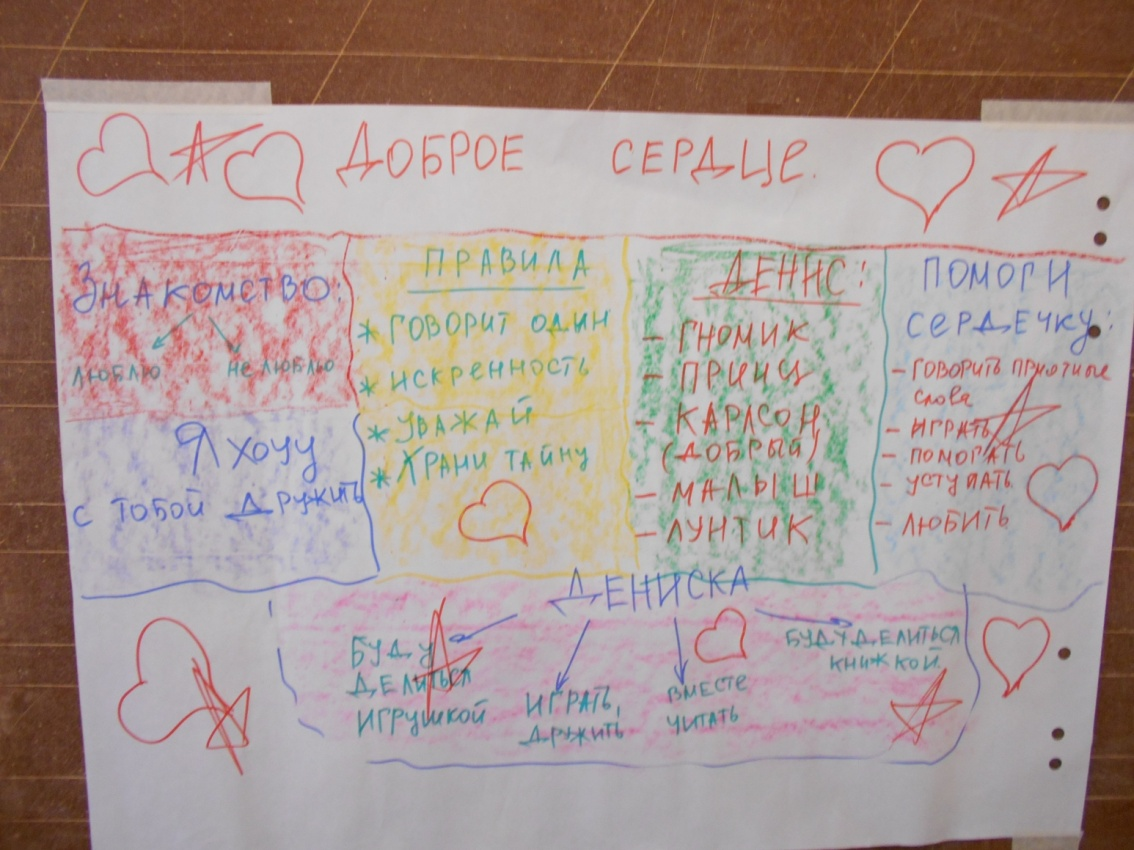 ДОБРОЕ СЕРДЦЕ.
ЗНАКОМСТВО:
ЛЮБЛЮ НЕ ЛЮБЛЮ
Я ХОЧУ
С ТОБОЙ ДРУЖИТЬ
ПРАВИЛА
* ГОВОРИТ ОДИН
* ИСКРЕННОСТЬ
* УВАЖАЙ
* ХРАНИ ТАЙНУ
ДЕНИС:
- ГНОМИК
- ПРИНЦ
- КАРЛСОН
(ДОБРЫЙ)
- МАЛЫШ
- ЛУНТИК
ПОМОГИ
СЕРДЕЧКУ:
- ГОВОРИТЬ ПРИЯТНЫЕ
слова
- ИГРАТЬ
- ПОМОГАТЬ
- УСТУПАТЬ
- ЛЮБИТЬ
ДЕНИСКА
БУДУ
ДЕЛИТЬСЯ
ИГРУШКОЙ
ИГРАТЬ,
ДРУЖИТЬ
ВМЕСТЕ
ЧИТАТЬ
БУДУ ДЕЛИТЬСЯ
КНИЖКОЙ.